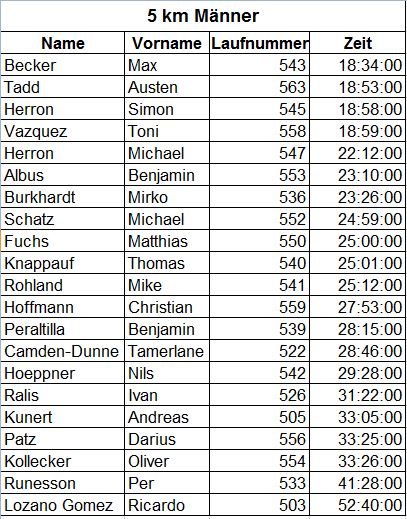 5 km Männer
Name Vorname Laufnummer Zeit
Becker Max 543 18:34:00
Tadd Austen 563 18:53:00
Herron Simon 545 18:58:00
Vazquez Toni 558 18:59:00
Herron Michael 547 22:12:00
Albus Benjamin 553 23:10:00
Burkhardt Mirko 536 23:26:00
Schatz Michael 552 24:59:00
Fuchs Matthias 550 25:00:00
Knappauf Thomas 540 25:01:00
Rohland Mike 541 25:12:00
Hoffmann Christian 559 27:53:00
Peraltilla Benjamin 539 28:15:00
Camden-Dunne Tamerlane 522 28:46:00
Hoeppner Nils 542 29:28:00
Ralis Ivan 526 31:22:00
Kunert Andreas 505 33:05:00
Patz Darius 556 33:25:00
Kollecker Oliver 554 33:26:00
Runesson Per 533 41:28:00
Lozano Gomez Ricardo 503 52:40:00